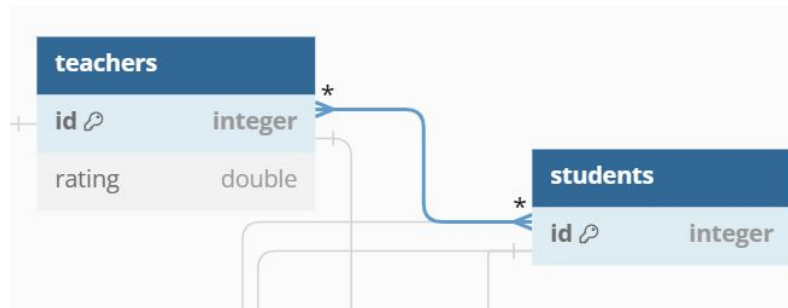 teachers
*
id integer
rating double
students
*
id integer